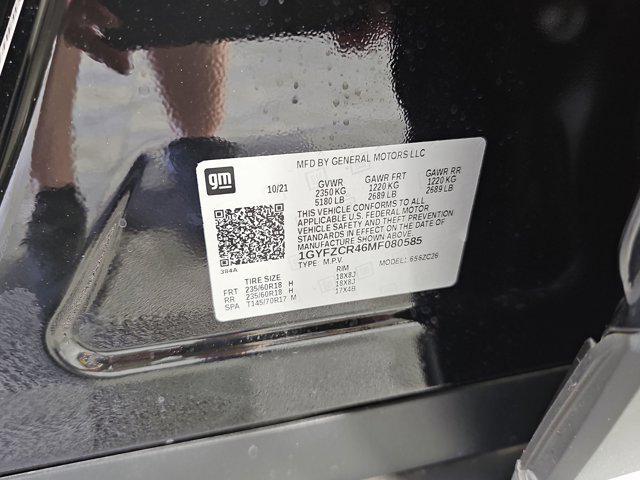 gm
MFD BY GENERAL MOTORS LLC
10/21 GVWR GAWR FRT GAWR RR
2350 KG 1220 KG 1220 KG
5180 LB 2689 LB 2689 LB
THIS VEHICLE CONFORMS TO ALL
APPLICABLE U.S. FEDERAL MOTOR
VEHICLE SAFETY AND THEFT PREVENTION
STANDARDS IN EFFECT ON THE DATE OF
MANUFACTURE SHOWN ABOVE.
1GYFZCR46MF080585
384A TYPE: M.P.V. MODEL: 6S6ZC26
TIRE SIZE RIM
FRT 235/60R18 H 18X8J
RR 235/60R18 H 18X8J
SPA T145/70R17 M 17X4B